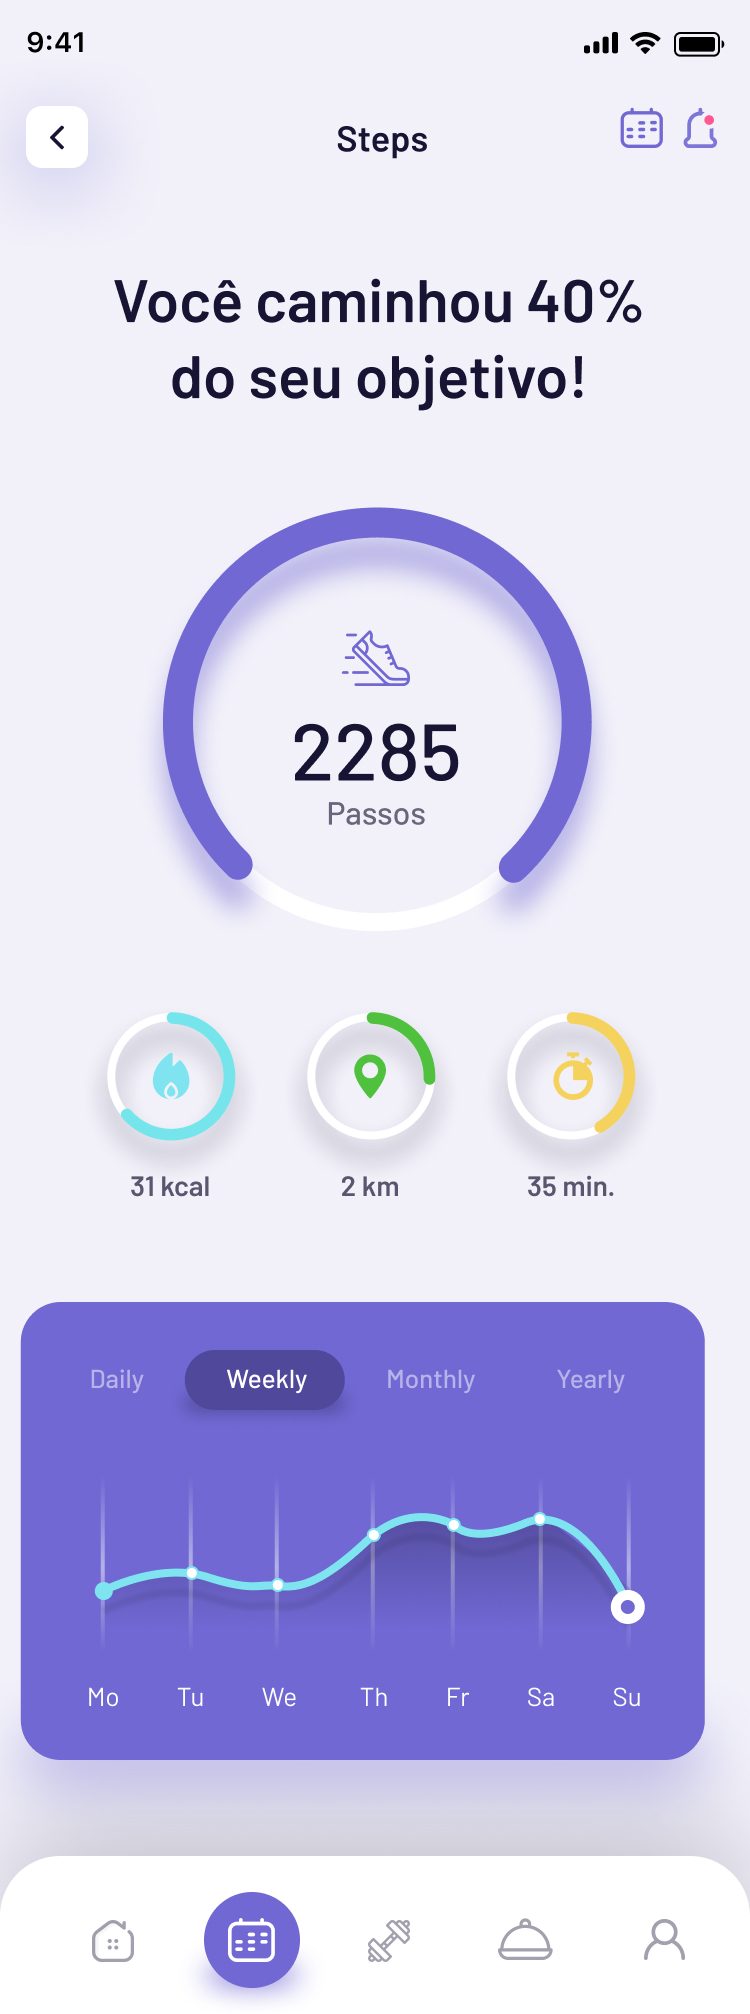 9:41
Steps
Você caminhou 40%
do seu objetivo!
2285
Passos
31 kcal 2 km 35 min.
Daily Weekly Monthly Yearly
Mo Tu We Th Fr Sa Su